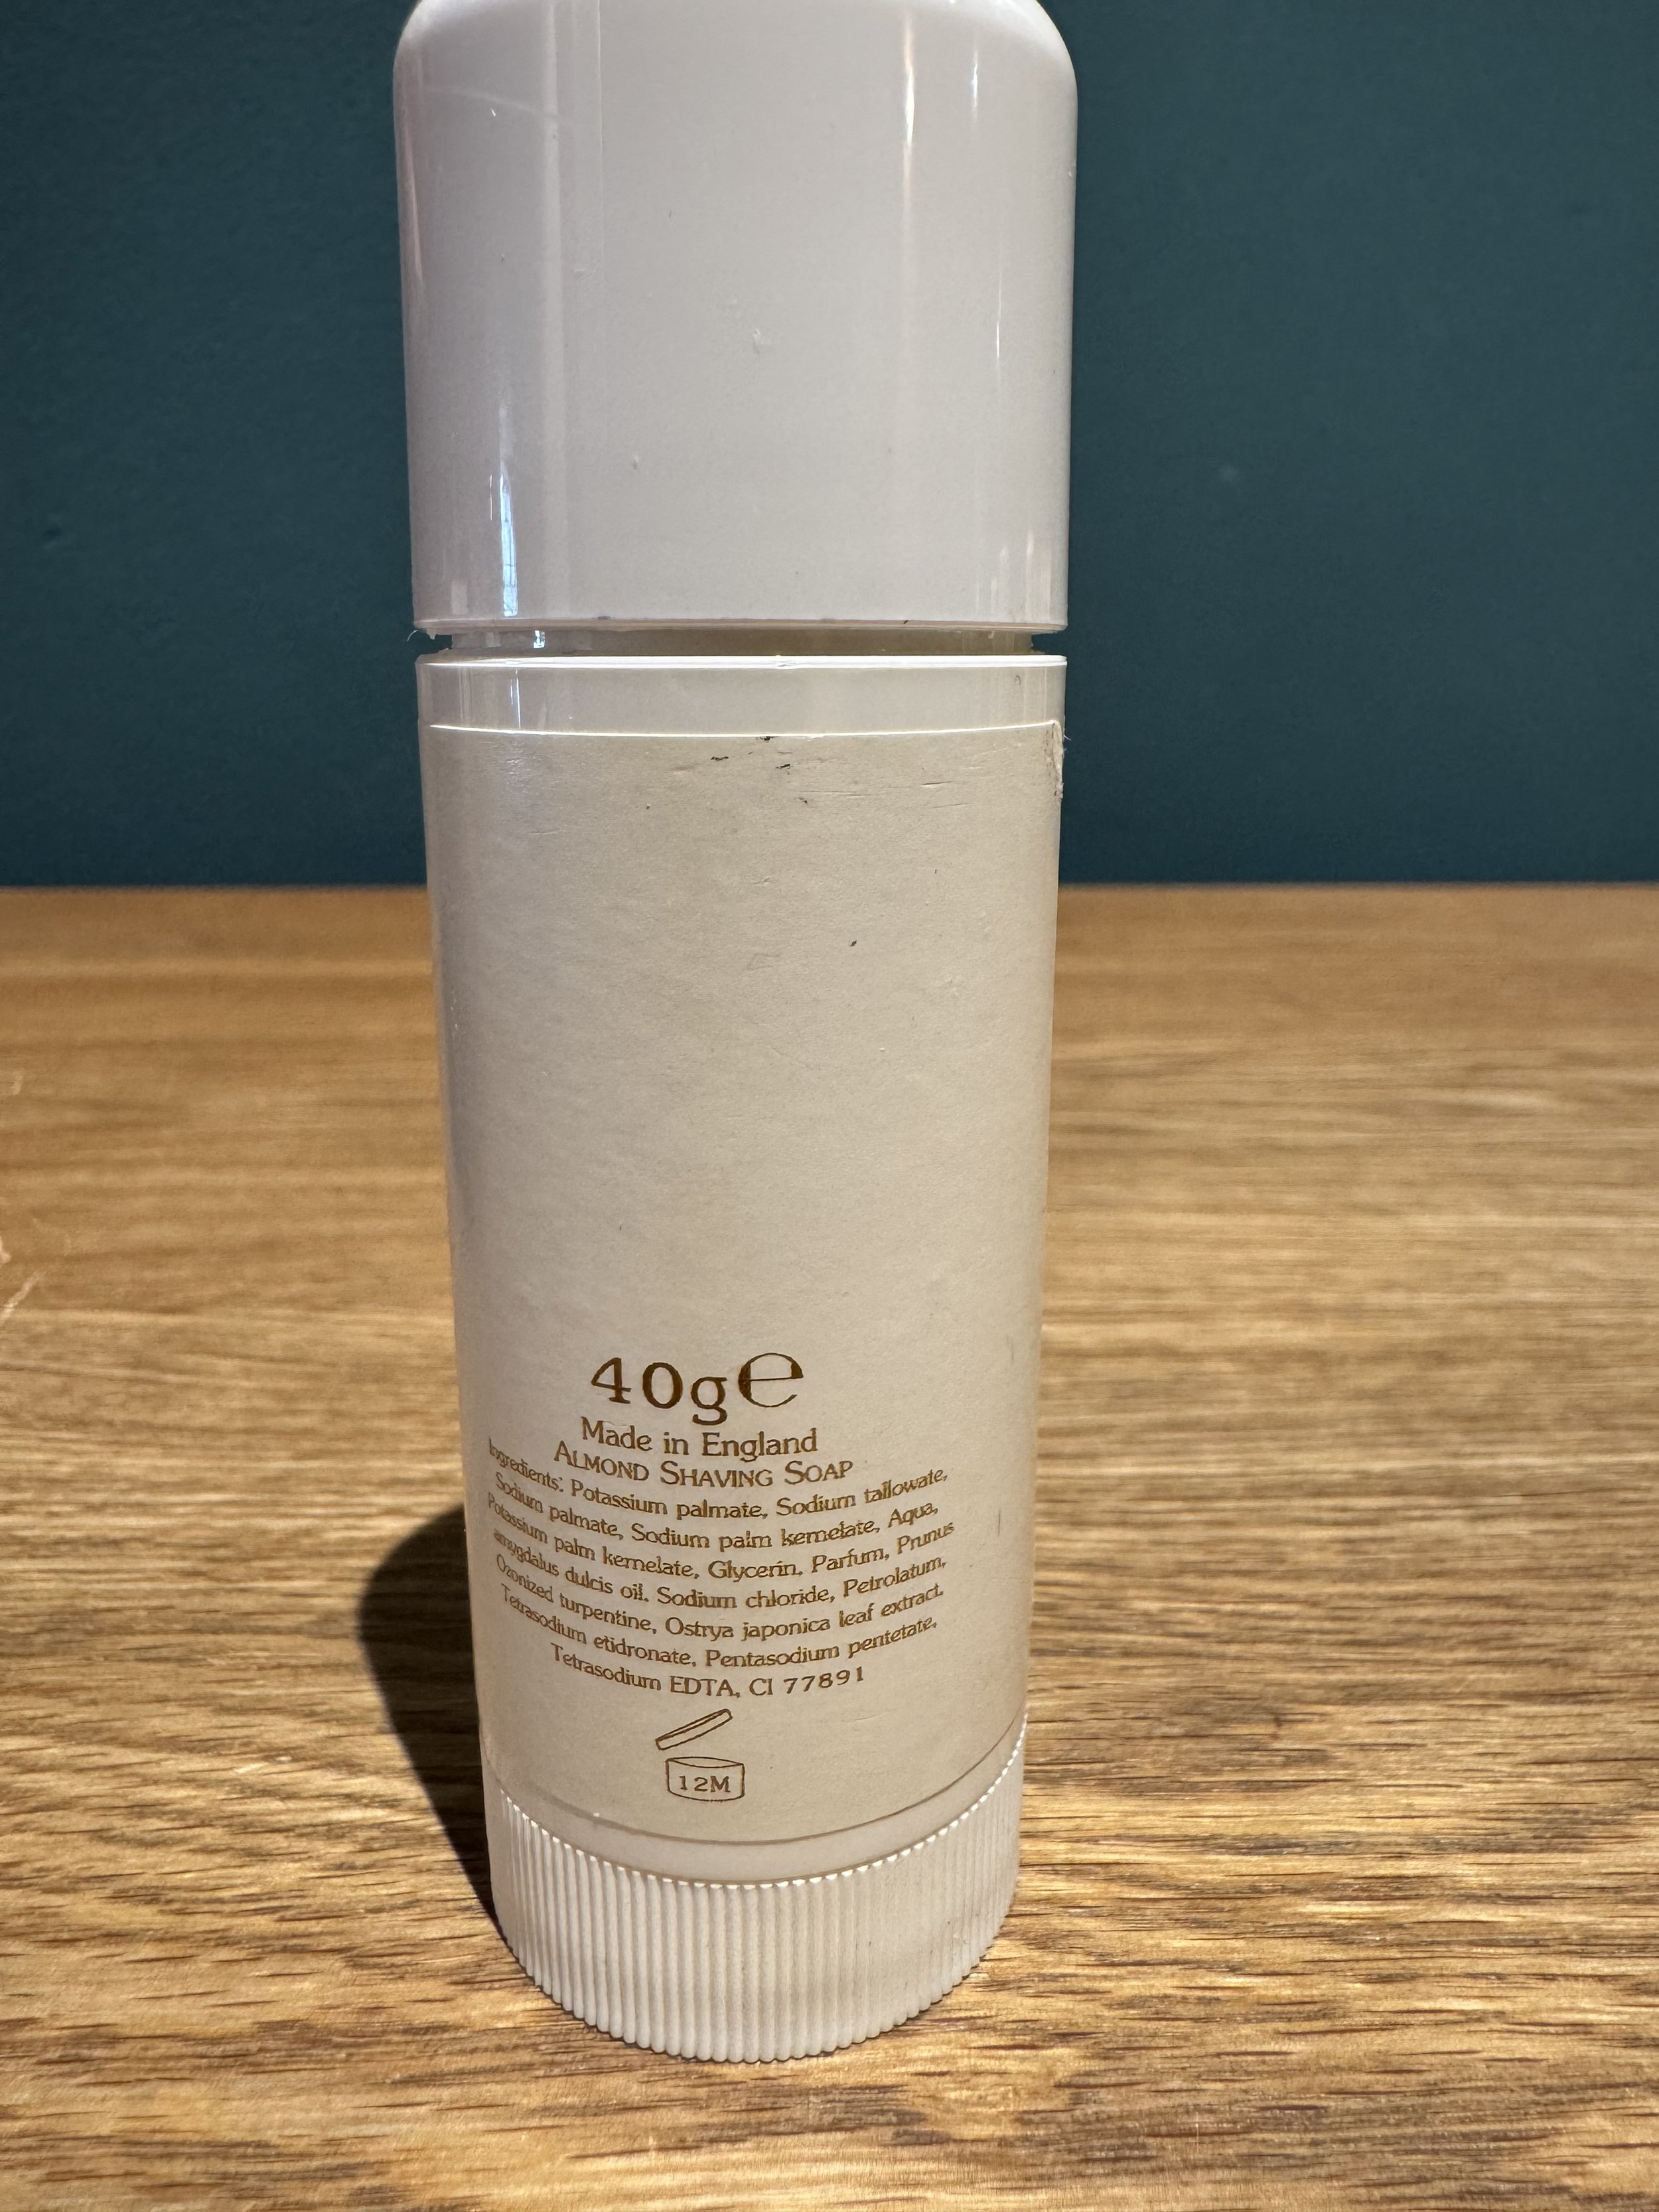 40g℮
Made in England
ALMOND SHAVING SOAP
Ingredients: Potassium palmate, Sodium tallowate,
Sodium palmate, Sodium palm kernelate, Aqua,
Potassium palm kernelate, Glycerin, Parfum, Prunus
amygdalus dulcis oil. Sodium chloride, Petrolatum,
Ozonized turpentine, Ostrya japonica leaf extract.
Tetrasodium etidronate, Pentasodium pentetate,
Tetrasodium EDTA, CI 77891
12M